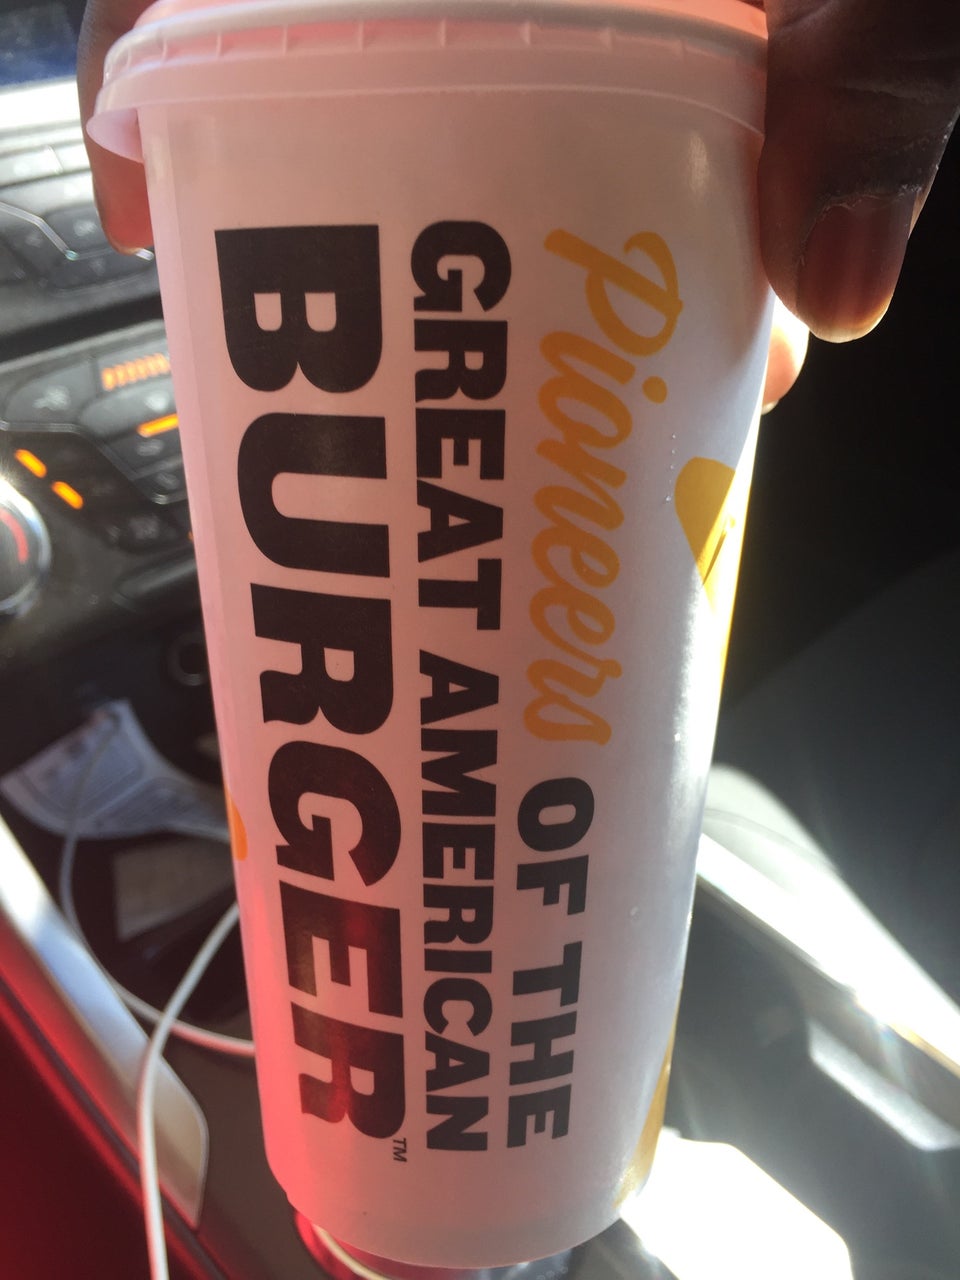 Pioneers OF THE
GREAT AMERICAN
BURGER™